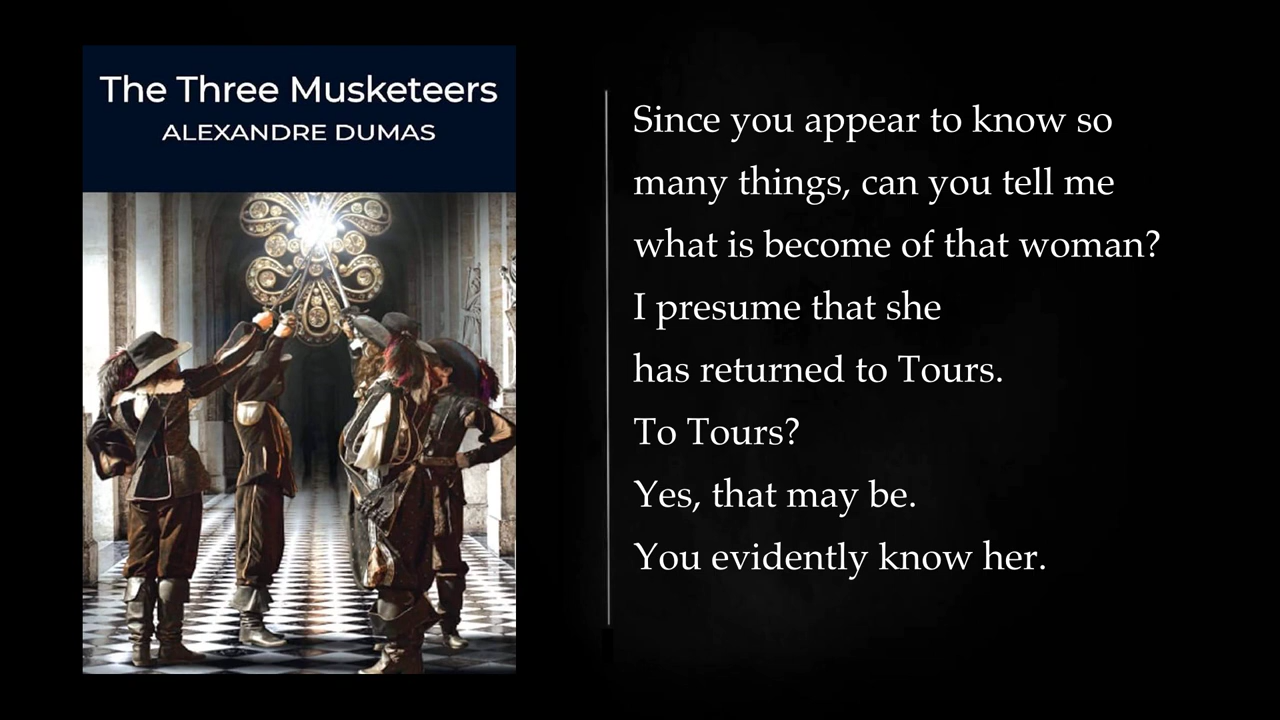 The Three Musketeers
ALEXANDRE DUMAS
Since you appear to know so
many things, can you tell me
what is become of that woman?
I presume that she
has returned to Tours.
To Tours?
Yes, that may be.
You evidently know her.